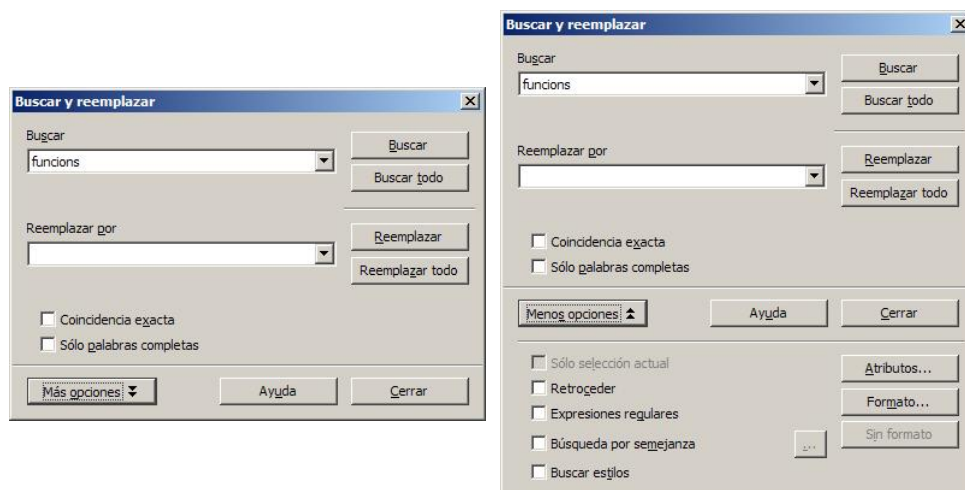 Buscar y reemplazar
Buscar
funcions
Buscar
Buscar todo
Reemplazar por
Reemplazar
Reemplazar todo
Coincidencia exacta
Sólo palabras completas
Más opciones
Ayuda
Cerrar
Buscar y reemplazar
Buscar
funcions
Buscar
Buscar todo
Reemplazar por
Reemplazar
Reemplazar todo
Coincidencia exacta
Sólo palabras completas
Menos opciones
Ayuda
Cerrar
Sólo selección actual
Retroceder
Expresiones regulares
Búsqueda por semejanza
...
Buscar estilos
Atributos...
Formato...
Sin formato